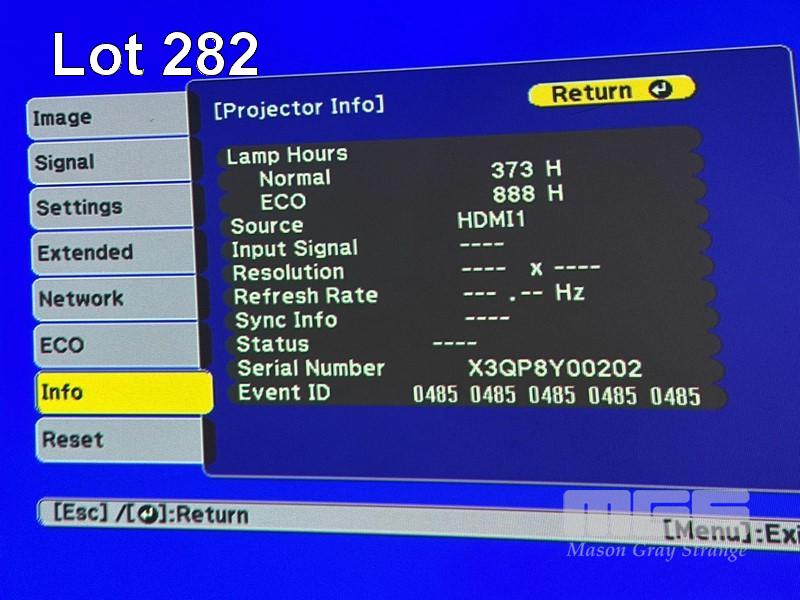 Lot 282
[Projector Info]
Return
Image
Signal
Settings
Extended
Network
ECO
Info
Reset
Lamp Hours
Normal 373 H
ECO 888 H
Source HDMI1
Input Signal ----
Resolution ---- x ----
Refresh Rate --- .-- Hz
Sync Info ----
Status ----
Serial Number X3QP8Y00202
Event ID 0485 0485 0485 0485 0485
[Esc] /[ ]:Return
[Menu]:Exi
MGS
Mason Gray Strange